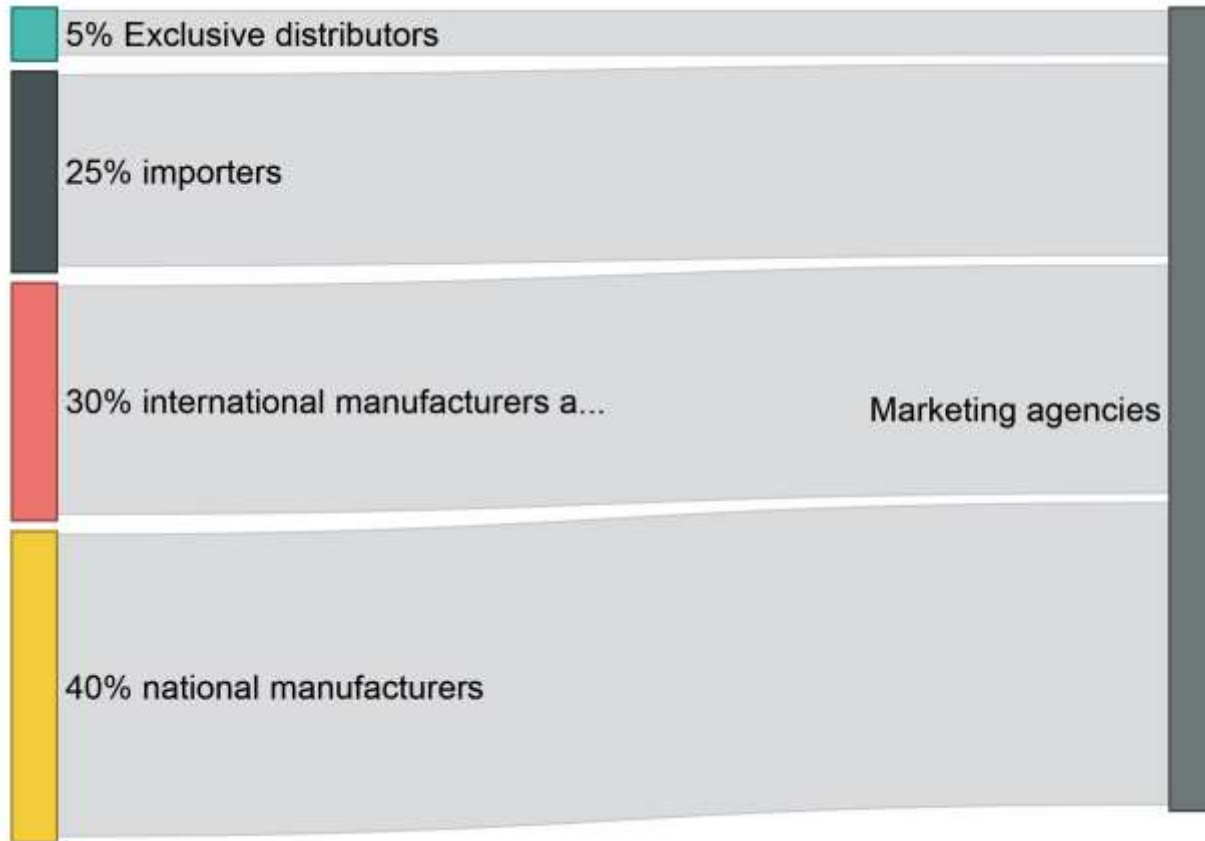 5% Exclusive distributors
25% importers
30% international manufacturers a...
Marketing agencies
40% national manufacturers